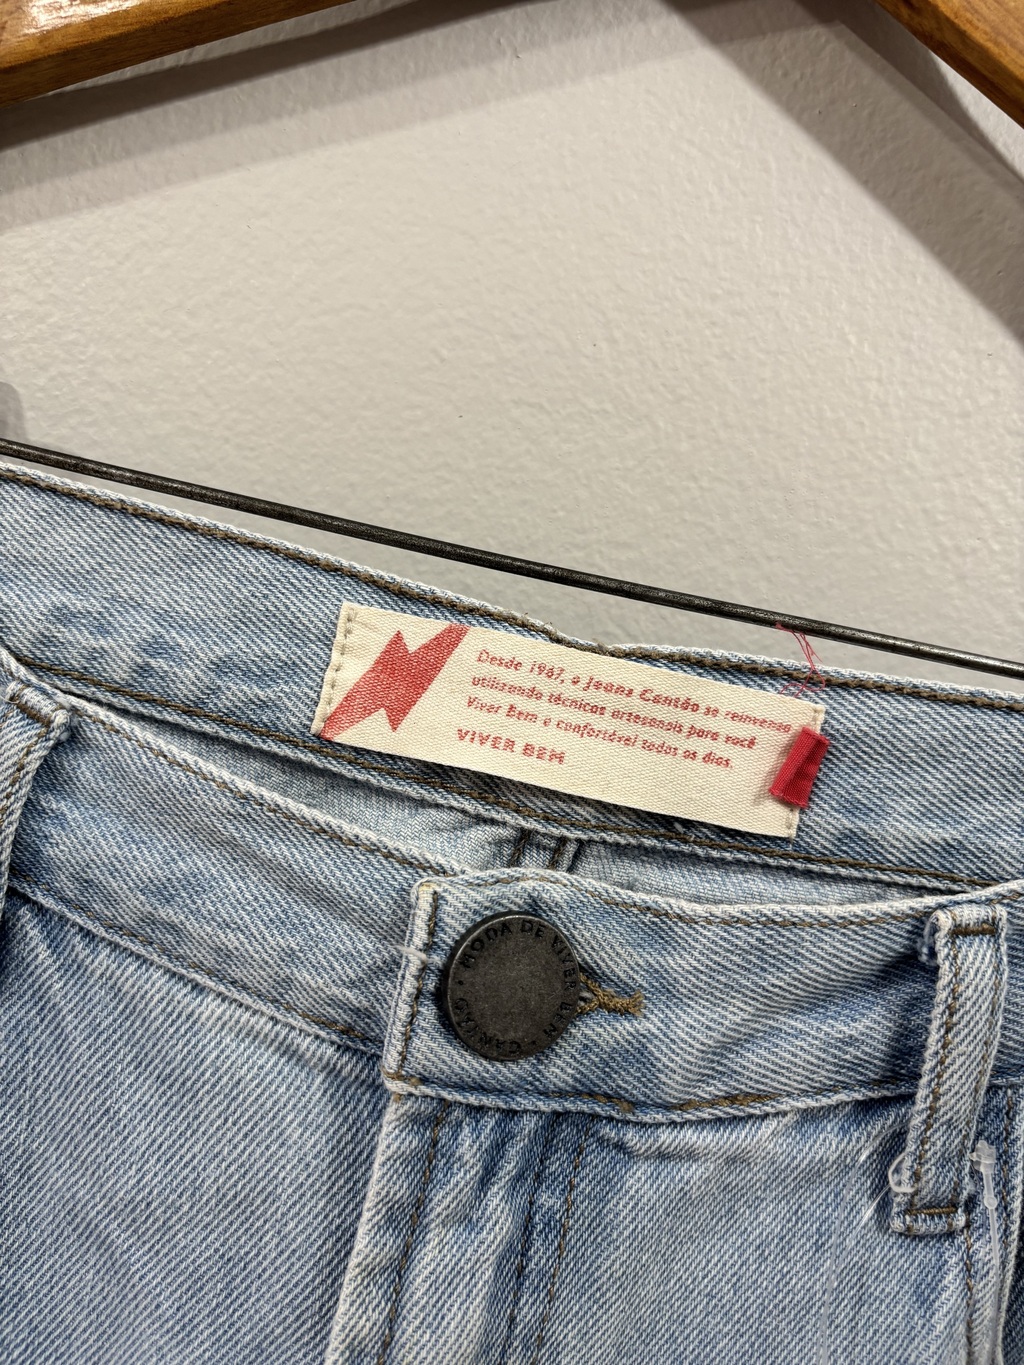 Desde 1967, o Jeans Cantão se reinventa
utilizando técnicas artesanais para você
Viver Bem e confortável todos os dias.
VIVER BEM
MODA DE VIVER BEM · CANTÃO ·